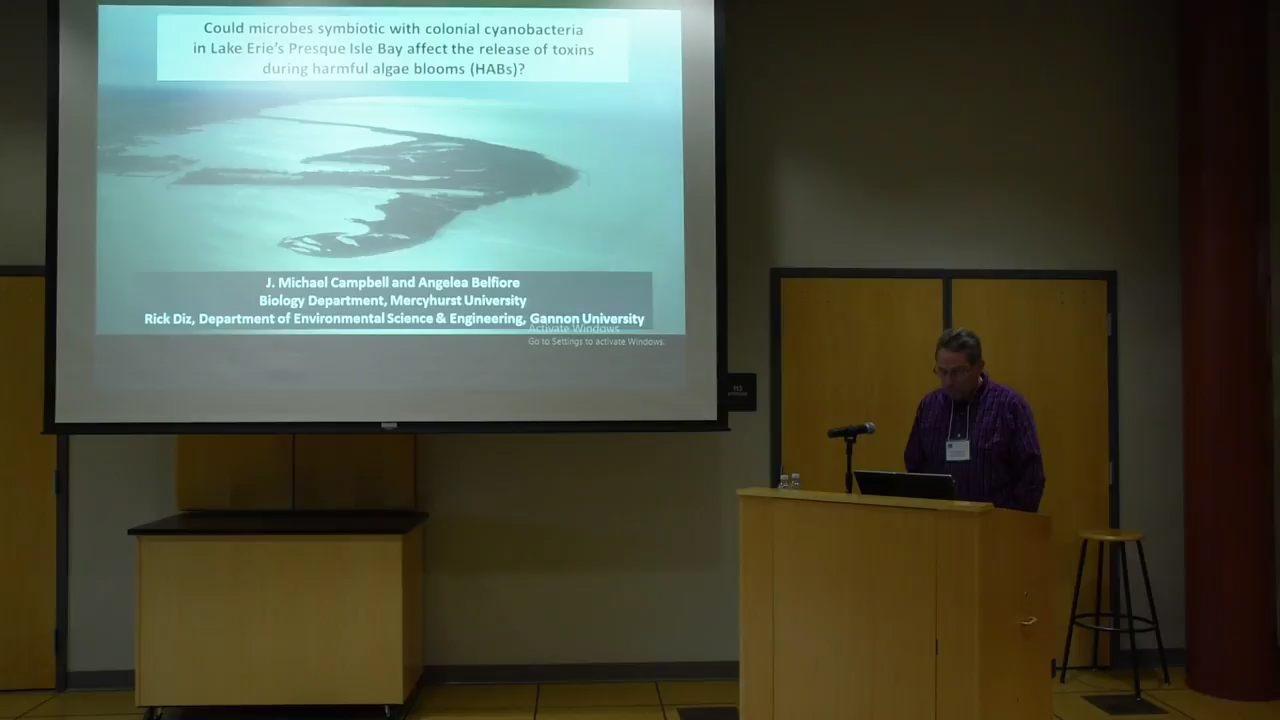 Could microbes symbiotic with colonial cyanobacteria
in Lake Erie's Presque Isle Bay affect the release of toxins
during harmful algae blooms (HABs)?
J. Michael Campbell and Angelea Belfiore
Biology Department, Mercyhurst University
Rick Diz, Department of Environmental Science & Engineering, Gannon University
Activate Windows
Go to Settings to activate Windows.